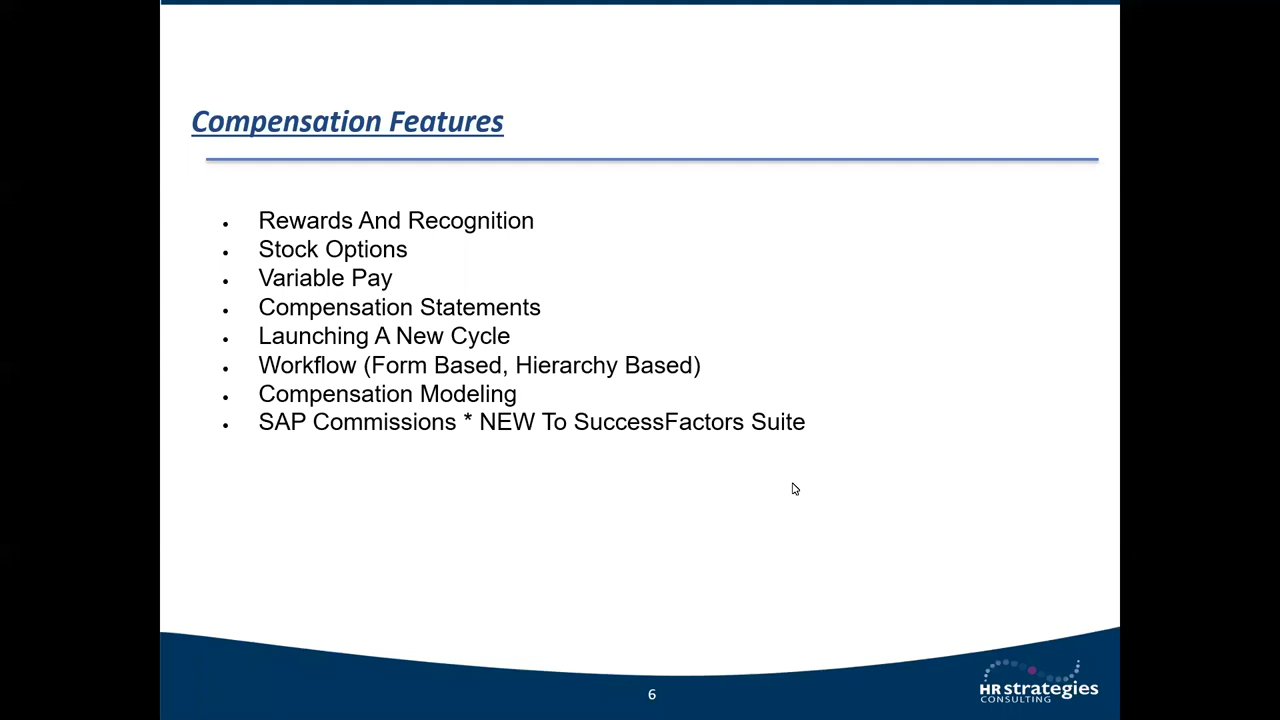 Compensation Features
• Rewards And Recognition
• Stock Options
• Variable Pay
• Compensation Statements
• Launching A New Cycle
• Workflow (Form Based, Hierarchy Based)
• Compensation Modeling
• SAP Commissions * NEW To SuccessFactors Suite
6
HR strategies
CONSULTING